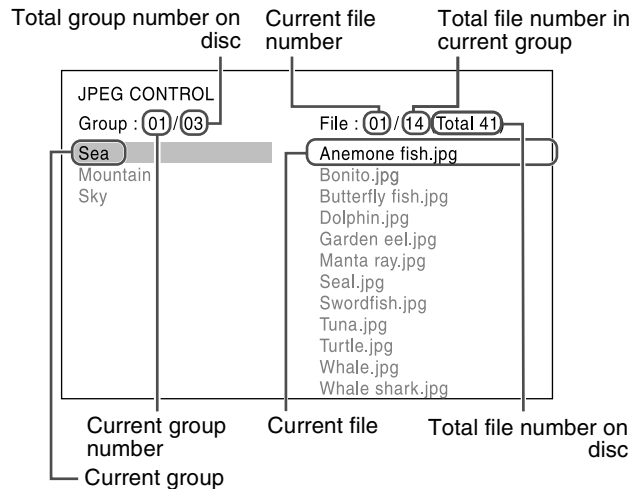 Total group number on
disc
Current file
number
Total file number in
current group
JPEG CONTROL
Group : 01/03
File : 01/14 Total 41
Sea
Mountain
Sky
Anemone fish.jpg
Bonito.jpg
Butterfly fish.jpg
Dolphin.jpg
Garden eel.jpg
Manta ray.jpg
Seal.jpg
Swordfish.jpg
Tuna.jpg
Turtle.jpg
Whale.jpg
Whale shark.jpg
Current group
number
Current file
Total file number on
disc
Current group